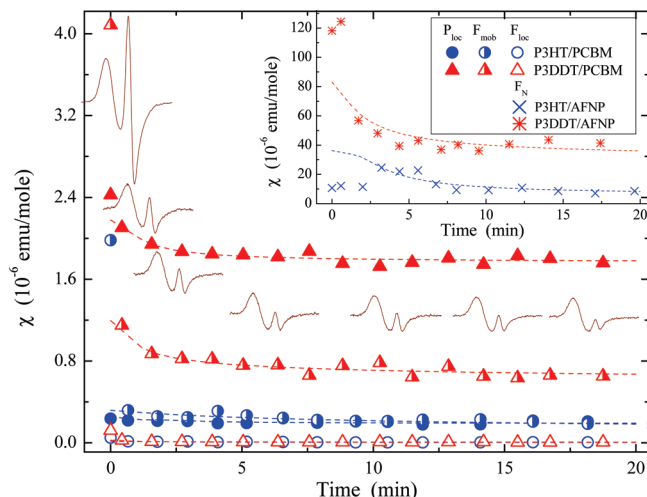 4.0
3.2
2.4
1.6
0.8
0.0
χ (10⁻⁶ emu/mole)
0 5 10 15 20
Time (min)
120
100
80
60
40
20
0
χ (10⁻⁶ emu/mole)
0 5 10 15 20
Time (min)
P_loc F_mob F_loc
P3HT/PCBM
P3DDT/PCBM
F_N
P3HT/AFNP
P3DDT/AFNP